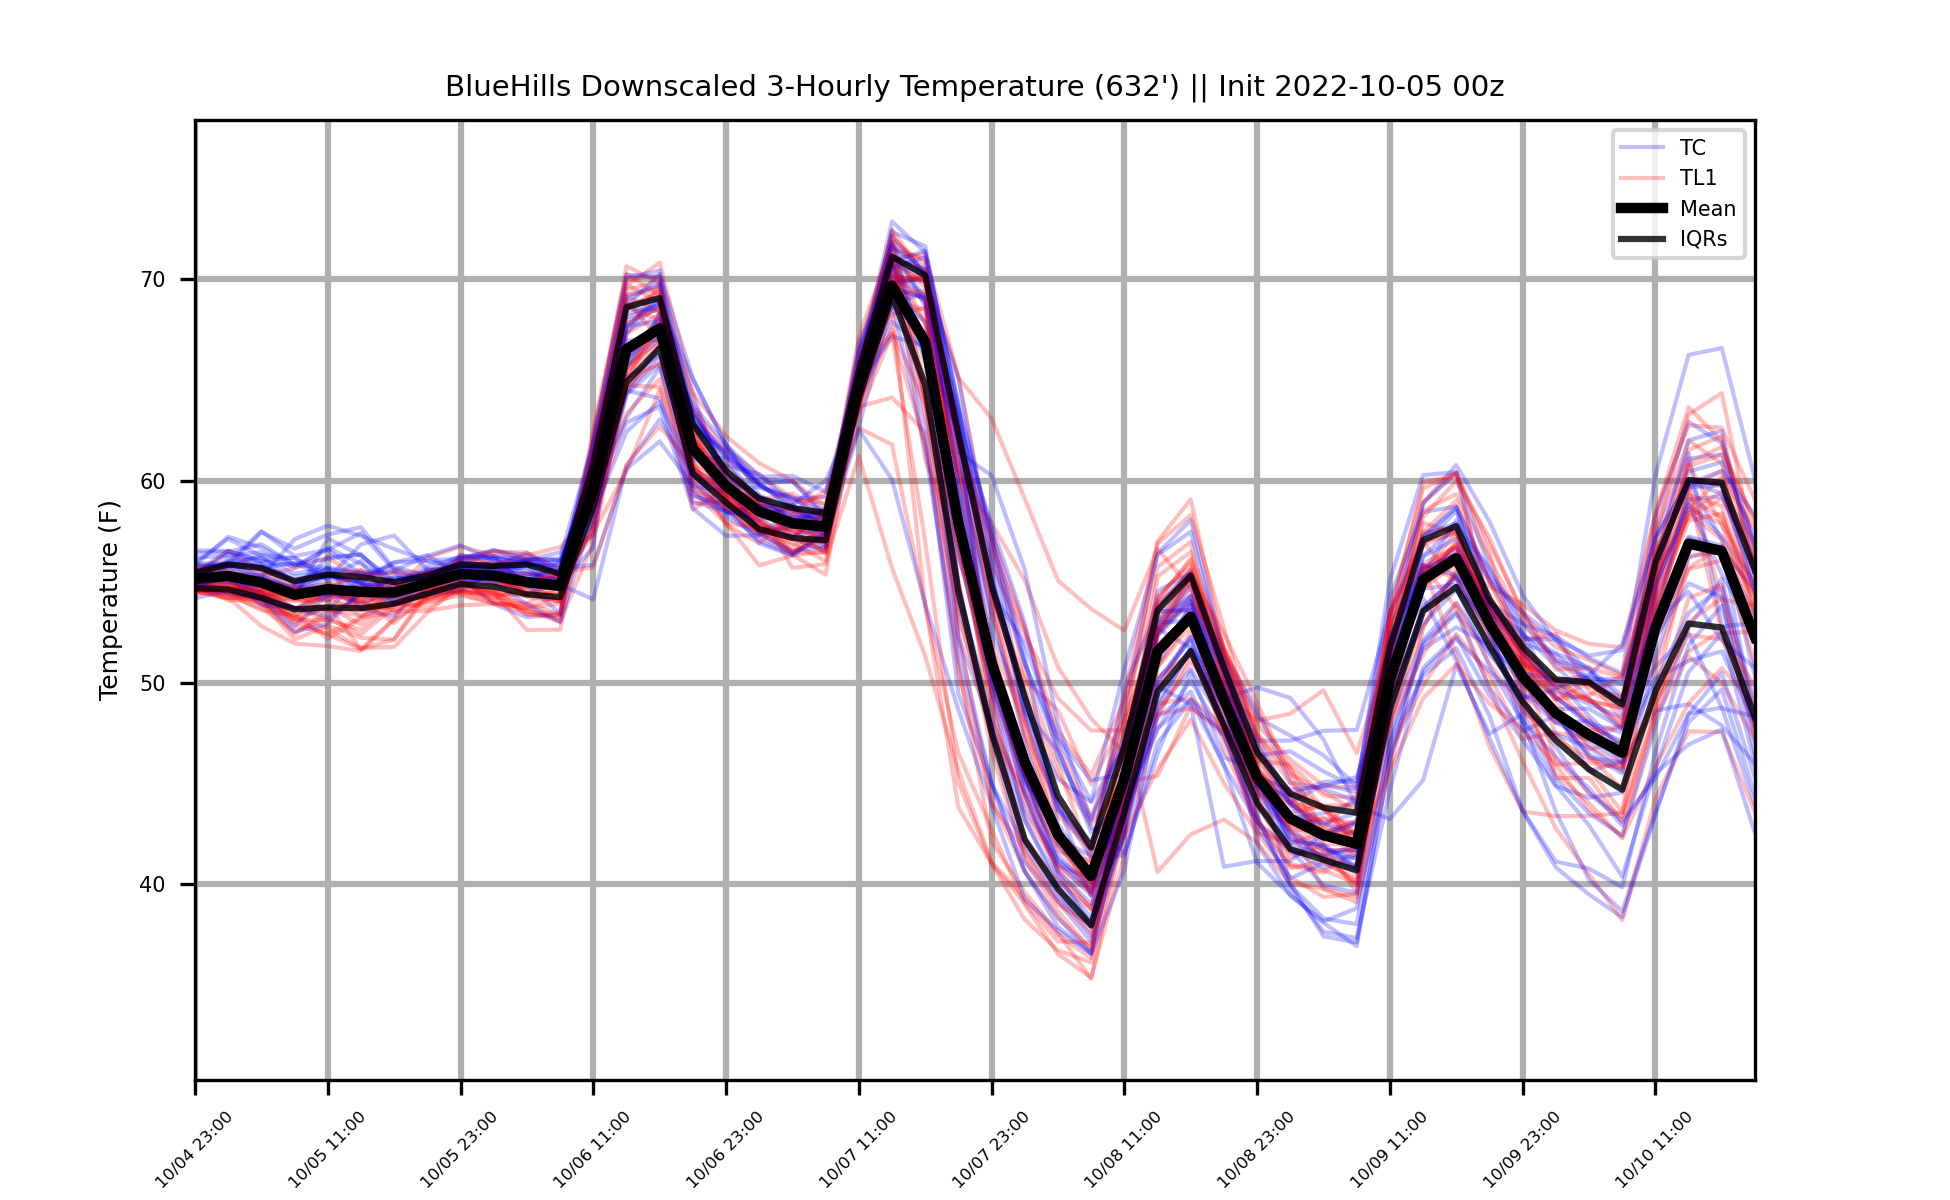 BlueHills Downscaled 3-Hourly Temperature (632') || Init 2022-10-05 00z
TC
TL1
Mean
IQRs
Temperature (F)
70
60
50
40
10/04 23:00
10/05 11:00
10/05 23:00
10/06 11:00
10/06 23:00
10/07 11:00
10/07 23:00
10/08 11:00
10/08 23:00
10/09 11:00
10/09 23:00
10/10 11:00